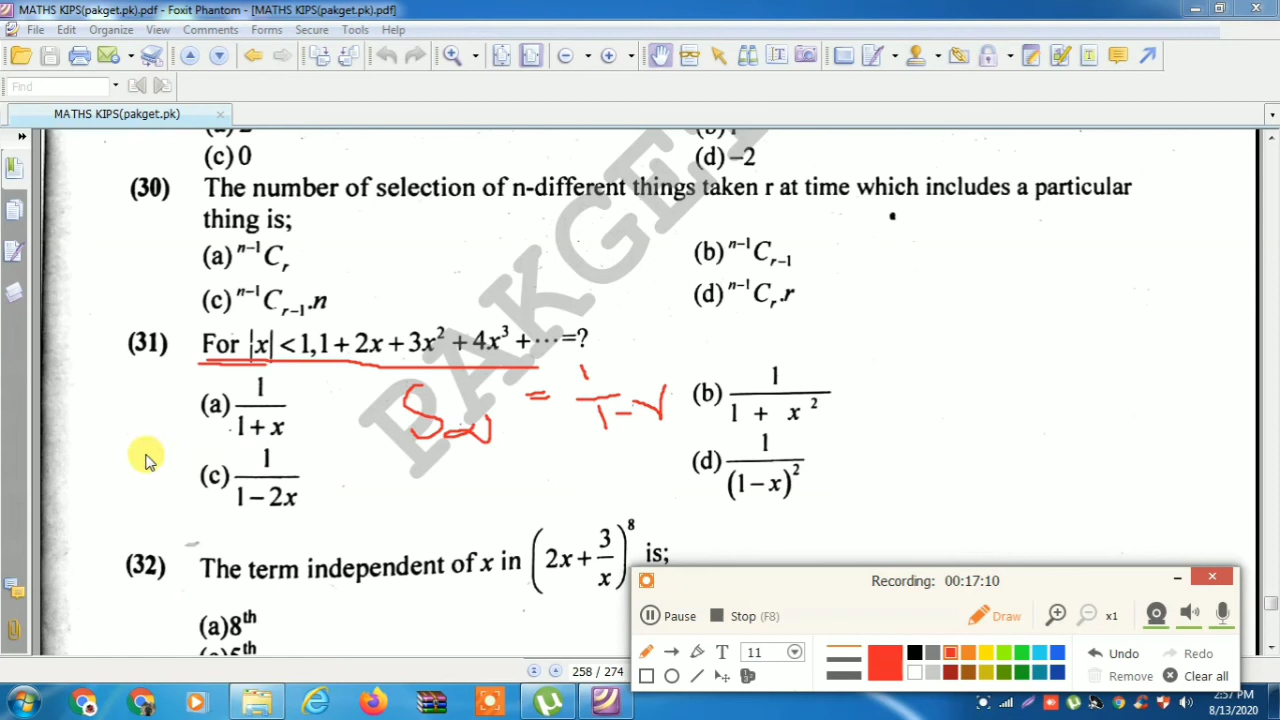 MATHS KIPS(pakget.pk).pdf - Foxit Phantom - [MATHS KIPS(pakget.pk).pdf]
File Edit Organize View Comments Forms Secure Tools Help
Find
MATHS KIPS(pakget.pk)
PAKGET
(c) 0
(d) –2
(30) The number of selection of n-different things taken r at time which includes a particular
thing is;
(a) ⁿ⁻¹Cᵣ
(b) ⁿ⁻¹Cᵣ₋₁
(c) ⁿ⁻¹Cᵣ₋₁.n
(d) ⁿ⁻¹Cᵣ.r
(31) For |x| < 1, 1 + 2x + 3x² + 4x³ + ⋯ = ?
S∞ = 1/1-r
(a) 1/1 + x
(b) 1/1 + x²
(c) 1/1 – 2x
(d) 1/(1 – x)²
(32) The term independent of x in (2x + 3/x)⁸ is;
(a) 8th
Recording: 00:17:10
Pause Stop (F8) Draw x1
T 11 Undo Redo
Remove Clear all
258 / 274
2:57 PM
8/13/2020